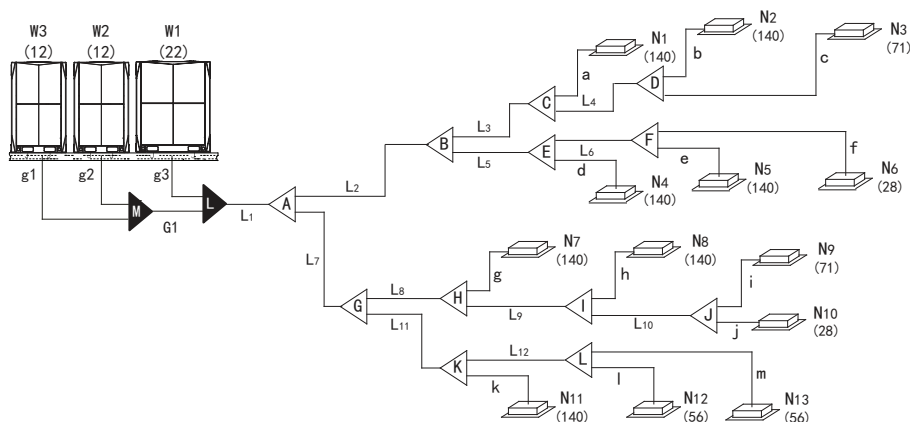 W3 W2 W1
(12) (12) (22)
g1 g2 g3
M L
G1
L1
A
L2
B
L3
L5
C
a
N1
(140)
L4
D
b
N2
(140)
c
N3
(71)
E
L6
d
N4
(140)
F
e
N5
(140)
f
N6
(28)
L7
G
L8
L11
H
g
N7
(140)
L9
I
h
N8
(140)
L10
J
i
N9
(71)
j
N10
(28)
K
L12
k
N11
(140)
L
l
N12
(56)
m
N13
(56)